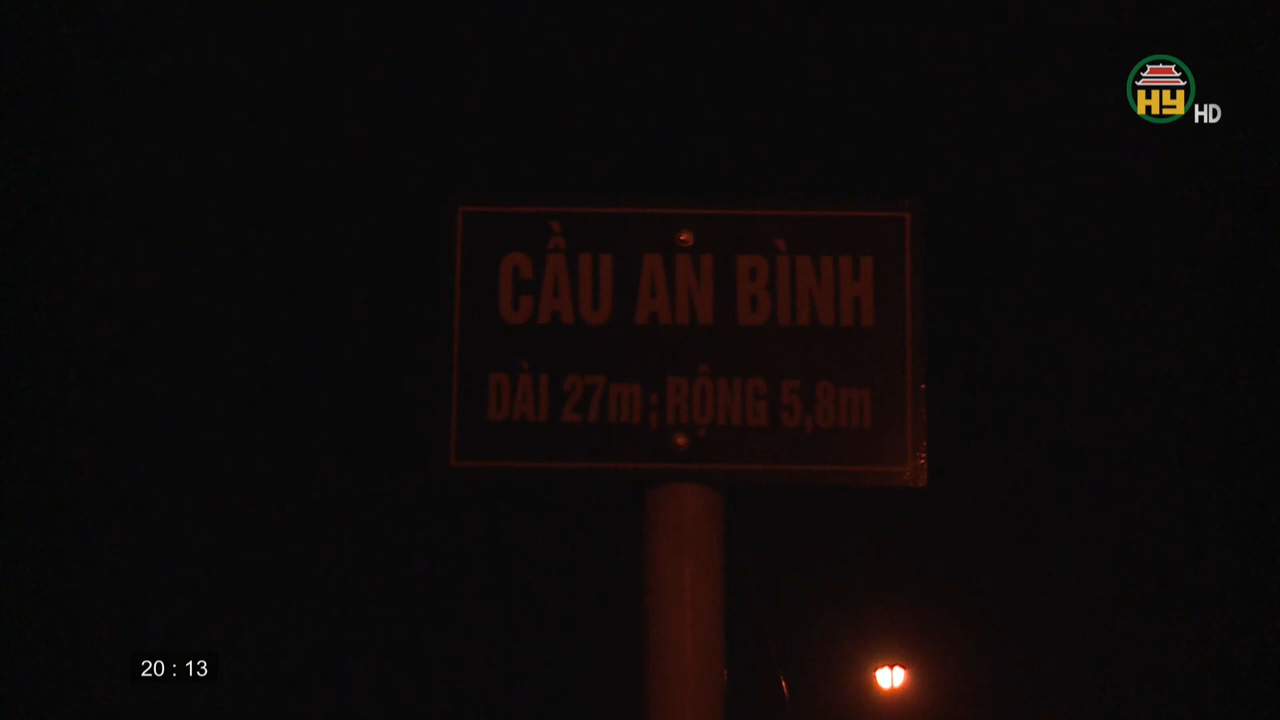 HY HD
CẦU AN BÌNH
DÀI 27m; RỘNG 5,8m
20 : 13